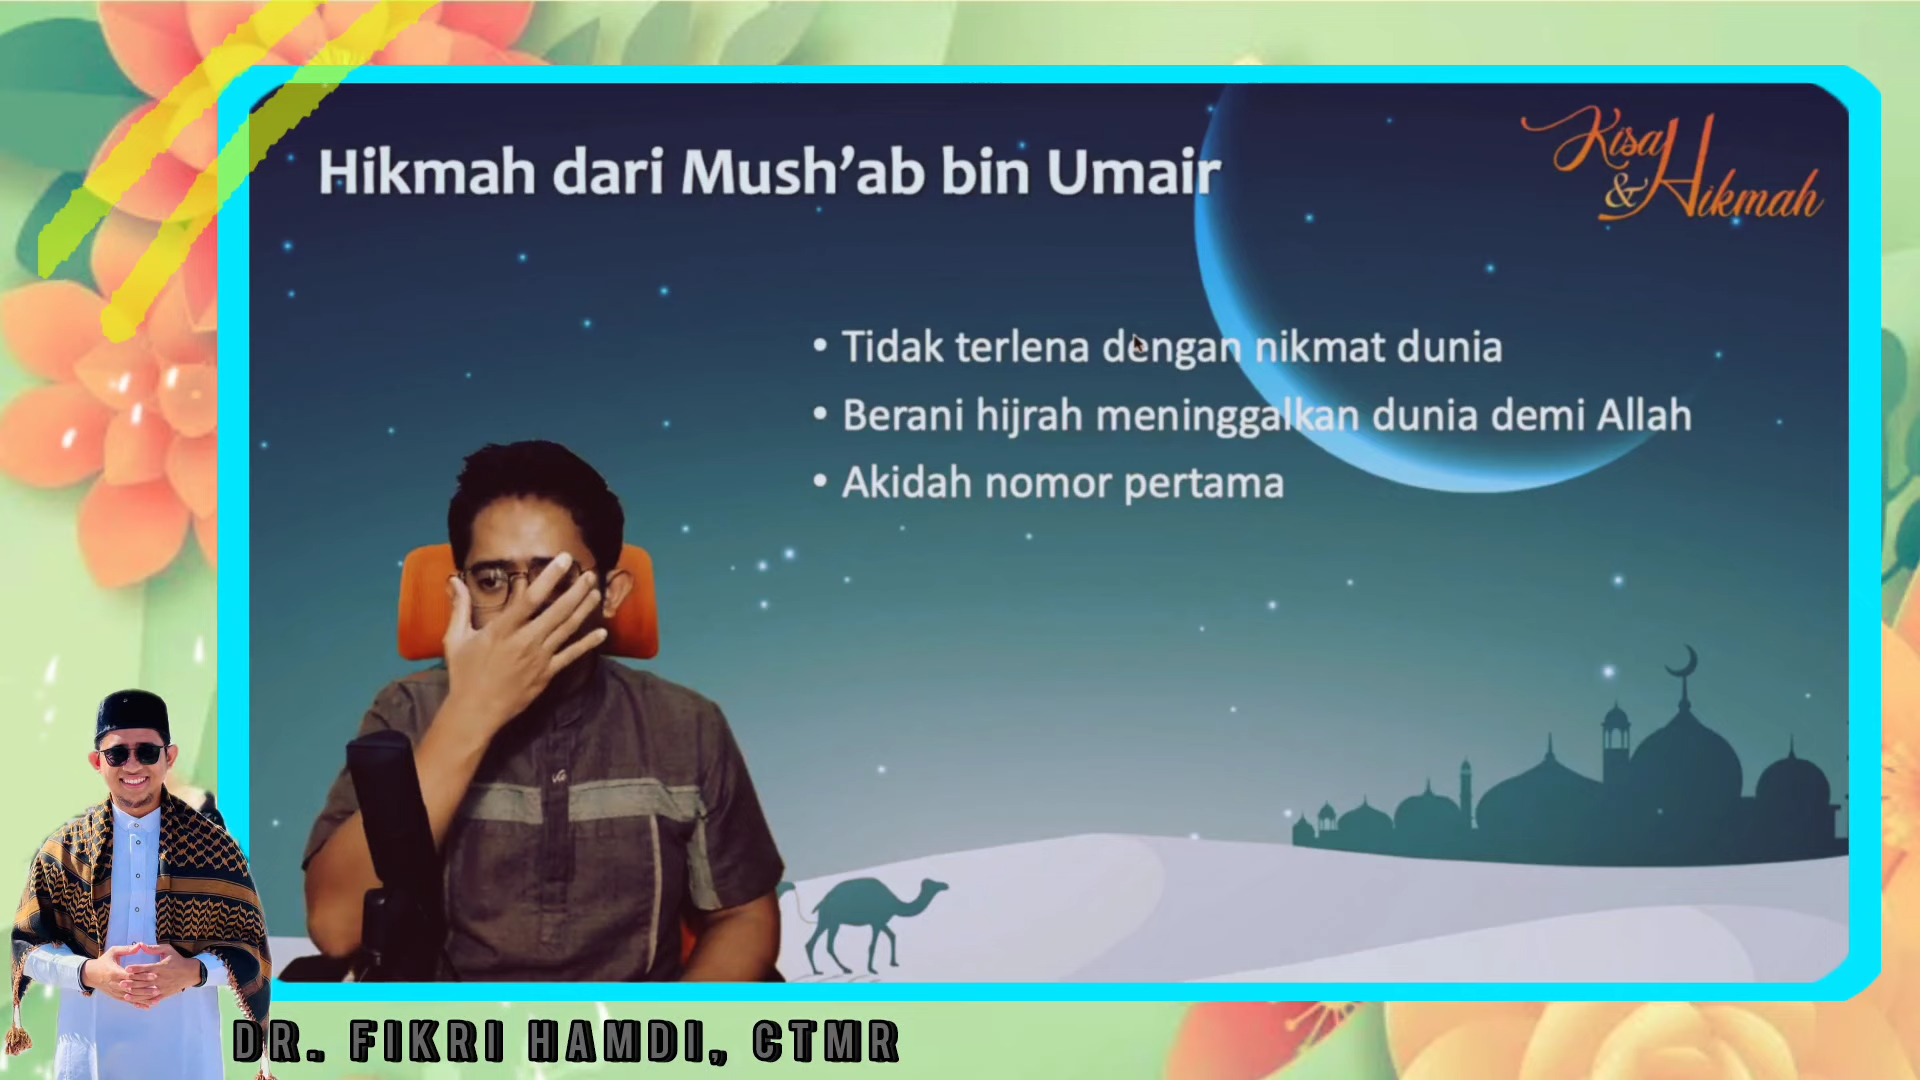 Hikmah dari Mush’ab bin Umair
Kisah
& Hikmah
• Tidak terlena dengan nikmat dunia
• Berani hijrah meninggalkan dunia demi Allah
• Akidah nomor pertama
DR. FIKRI HAMDI, CTMR